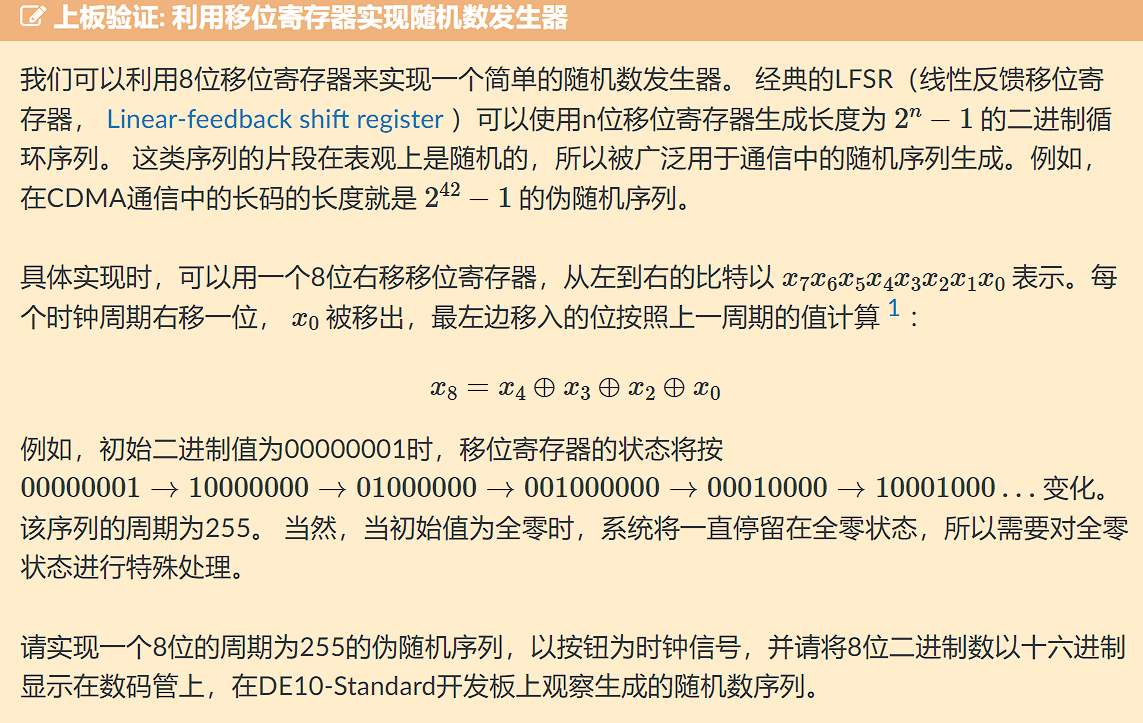 上板验证: 利用移位寄存器实现随机数发生器
我们可以利用8位移位寄存器来实现一个简单的随机数发生器。 经典的LFSR（线性反馈移位寄
存器， Linear-feedback shift register ）可以使用n位移位寄存器生成长度为 2ⁿ − 1 的二进制循
环序列。 这类序列的片段在表观上是随机的，所以被广泛用于通信中的随机序列生成。例如，
在CDMA通信中的长码的长度就是 2⁴² − 1 的伪随机序列。
具体实现时，可以用一个8位右移移位寄存器，从左到右的比特以 x₇x₆x₅x₄x₃x₂x₁x₀ 表示。每
个时钟周期右移一位， x₀ 被移出，最左边移入的位按照上一周期的值计算 ¹ ：
x₈ = x₄ ⊕ x₃ ⊕ x₂ ⊕ x₀
例如，初始二进制值为00000001时，移位寄存器的状态将按
00000001 → 10000000 → 01000000 → 001000000 → 00010000 → 10001000 … 变化。
该序列的周期为255。 当然，当初始值为全零时，系统将一直停留在全零状态，所以需要对全零
状态进行特殊处理。
请实现一个8位的周期为255的伪随机序列，以按钮为时钟信号，并请将8位二进制数以十六进制
显示在数码管上，在DE10-Standard开发板上观察生成的随机数序列。